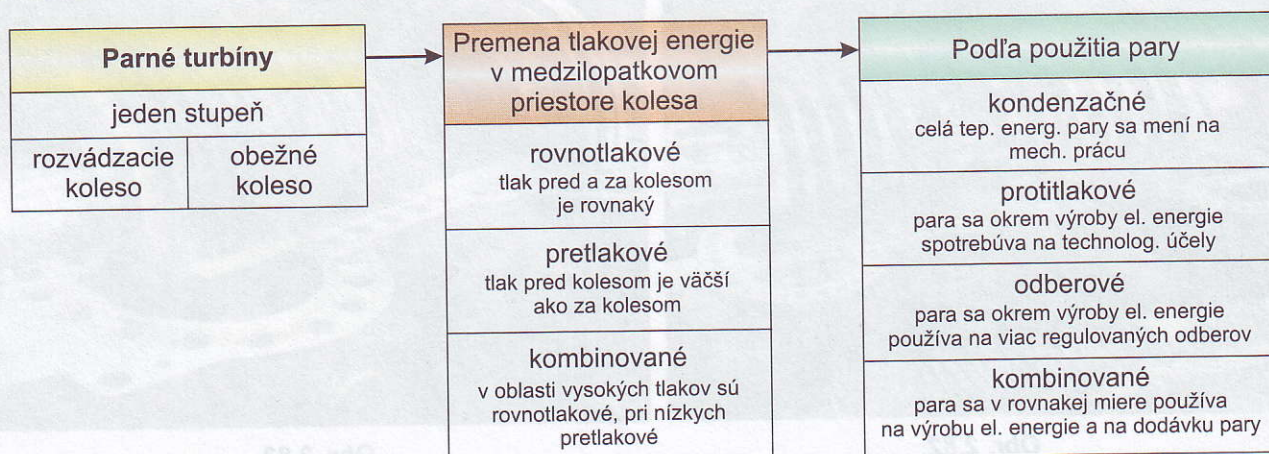 Parné turbíny
jeden stupeň
rozvádzacie
koleso
obežné
koleso
Premena tlakovej energie
v medzilopatkovom
priestore kolesa
rovnotlakové
tlak pred a za kolesom
je rovnaký
pretlakové
tlak pred kolesom je väčší
ako za kolesom
kombinované
v oblasti vysokých tlakov sú
rovnotlakové, pri nízkych
pretlakové
Podľa použitia pary
kondenzačné
celá tep. energ. pary sa mení na
mech. prácu
protitlakové
para sa okrem výroby el. energie
spotrebúva na technolog. účely
odberové
para sa okrem výroby el. energie
používa na viac regulovaných odberov
kombinované
para sa v rovnakej miere používa
na výrobu el. energie a na dodávku pary